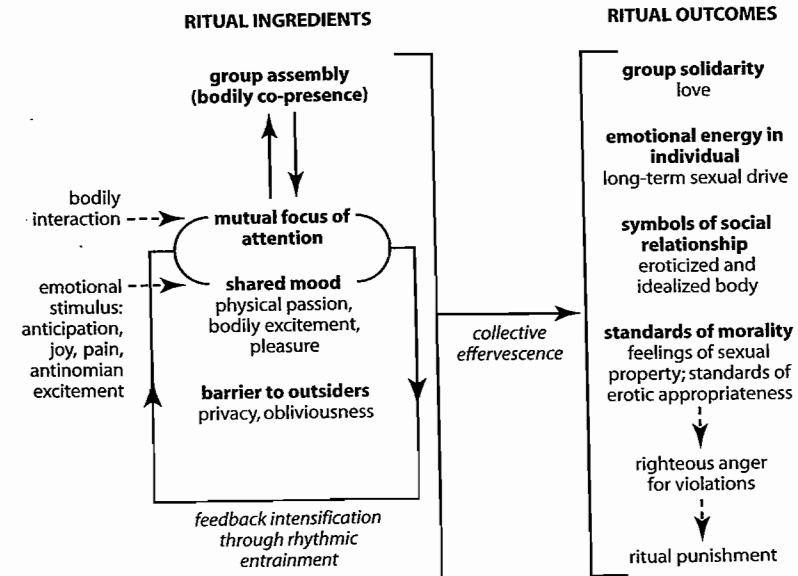 RITUAL INGREDIENTS
group assembly
(bodily co-presence)
bodily
interaction
mutual focus of
attention
emotional
stimulus:
anticipation,
joy, pain,
antinomian
excitement
shared mood
physical passion,
bodily excitement,
pleasure
barrier to outsiders
privacy, obliviousness
feedback intensification
through rhythmic
entrainment
collective
effervescence
RITUAL OUTCOMES
group solidarity
love
emotional energy in
individual
long-term sexual drive
symbols of social
relationship
eroticized and
idealized body
standards of morality
feelings of sexual
property; standards of
erotic appropriateness
righteous anger
for violations
ritual punishment